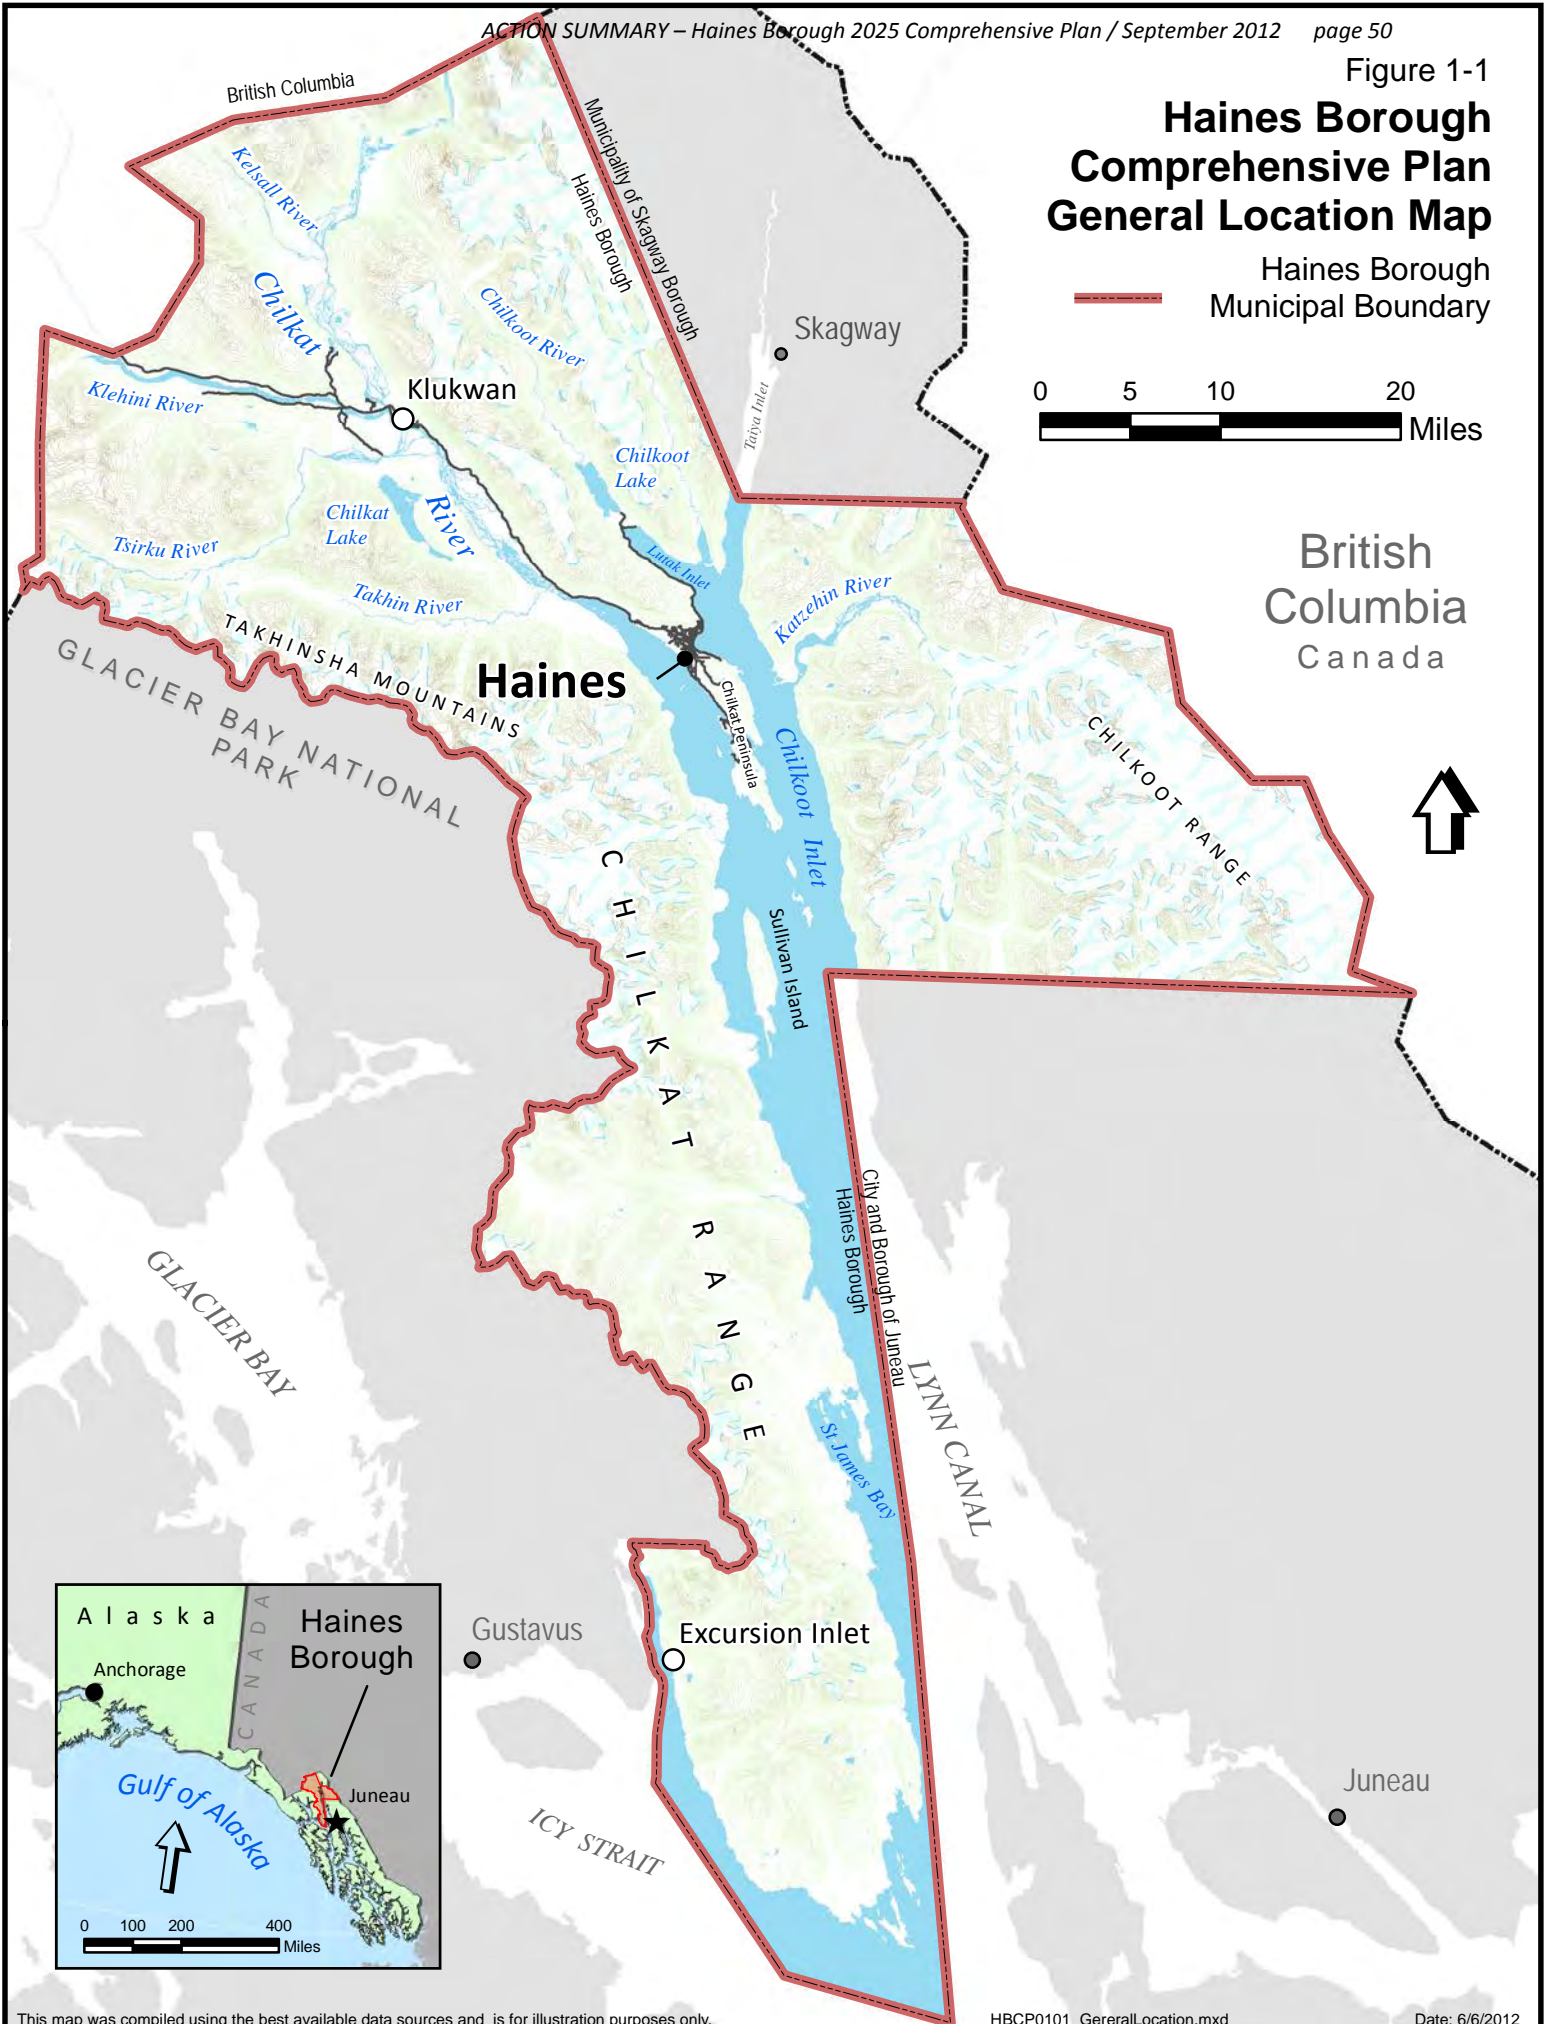 ACTION SUMMARY – Haines Borough 2025 Comprehensive Plan / September 2012 page 50
Figure 1-1
Haines Borough
Comprehensive Plan
General Location Map
Haines Borough
Municipal Boundary
0 5 10 20
Miles
British Columbia
Municipality of Skagway Borough
Haines Borough
Kelsall River
Chilkat
Chilkoot River
Skagway
Taiya Inlet
Klehini River
Klukwan
Chilkoot
Lake
River
Chilkat
Lake
Tsirku River
Lutak Inlet
Takhin River
Katzehin River
British
Columbia
Canada
TAKHINSHA MOUNTAINS
GLACIER BAY NATIONAL
PARK
Haines
Chilkat Peninsula
Chilkoot Inlet
CHILKOOT RANGE
CHILKAT RANGE
Sullivan Island
City and Borough of Juneau
Haines Borough
GLACIER BAY
LYNN CANAL
St James Bay
Gustavus
Excursion Inlet
ICY STRAIT
Juneau
Alaska
CANADA
Haines
Borough
Anchorage
Juneau
Gulf of Alaska
0 100 200 400
Miles
This map was compiled using the best available data sources and is for illustration purposes only.
HBCP0101_GereralLocation.mxd
Date: 6/6/2012